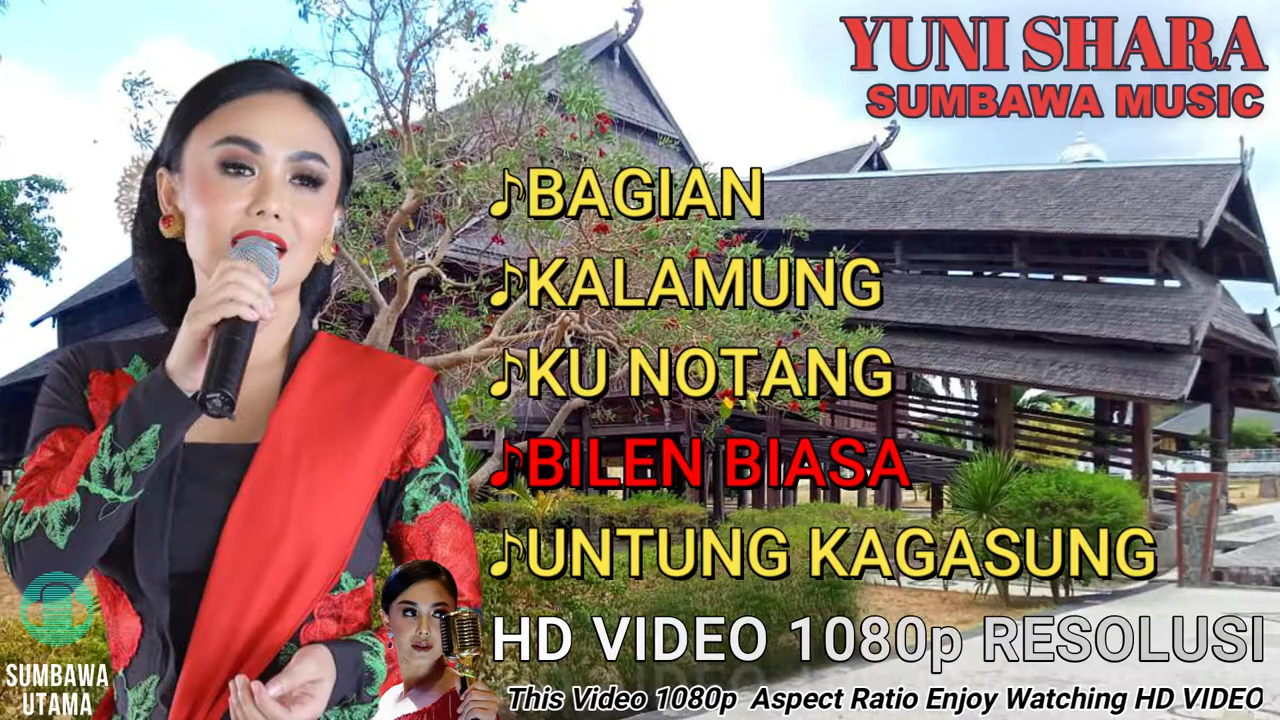 YUNI SHARA
SUMBAWA MUSIC
♪BAGIAN
♪KALAMUNG
♪KU NOTANG
♪BILEN BIASA
♪UNTUNG KAGASUNG
HD VIDEO 1080p RESOLUSI
This Video 1080p Aspect Ratio Enjoy Watching HD VIDEO
SUMBAWA
UTAMA